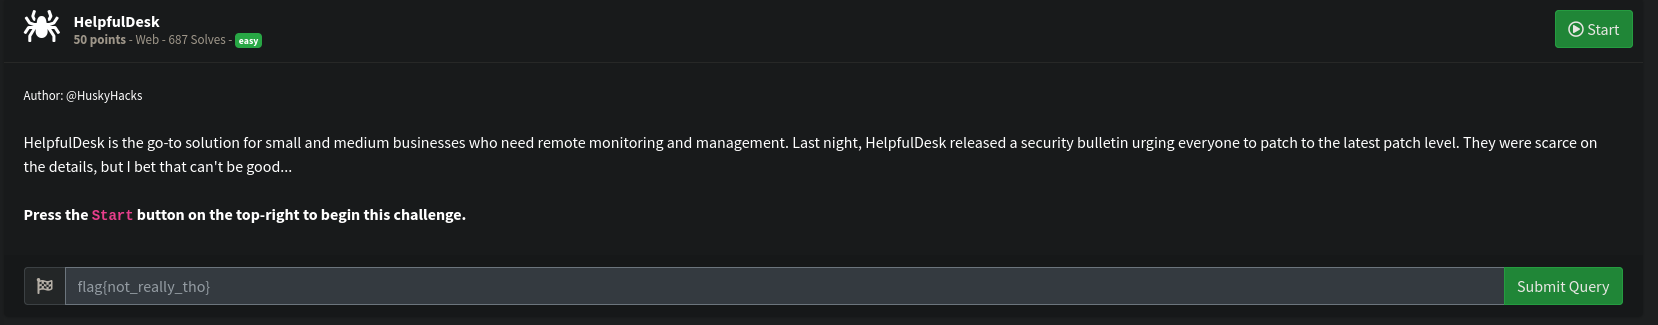 HelpfulDesk
50 points - Web - 687 Solves - easy
Start
Author: @HuskyHacks
HelpfulDesk is the go-to solution for small and medium businesses who need remote monitoring and management. Last night, HelpfulDesk released a security bulletin urging everyone to patch to the latest patch level. They were scarce on
the details, but I bet that can't be good...
Press the Start button on the top-right to begin this challenge.
flag{not_really_tho}
Submit Query